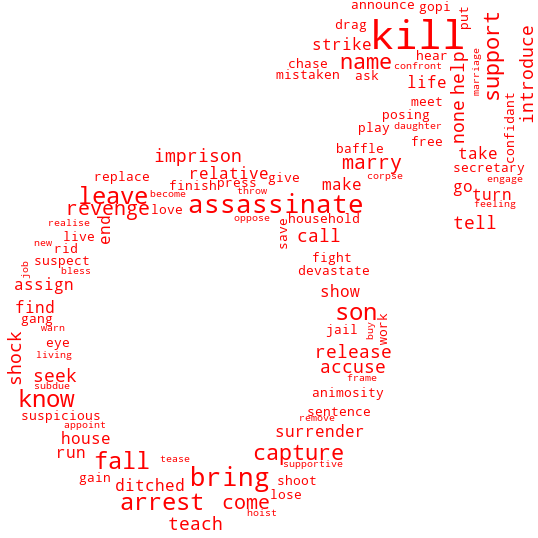 announce gopi put
drag kill
strike
chase name hear help support introduce
mistaken ask confront marriage
life
meet none
posing confidant
play daughter
free
baffle take
imprison marry secretary
replace relative give corpse engage
finish press make go turn
leave become throw feeling
revenge love assassinate
realise end oppose household tell
new live save call
rid
job suspect fight
bless devastate
assign show
find son
gang jail buy work
warn
shock eye release
living accuse
seek frame
subdue animosity
know
suspicious sentence
appoint remove
house surrender
run capture
fall tease supportive
gain bring shoot
ditched lose
arrest come
hoist
teach